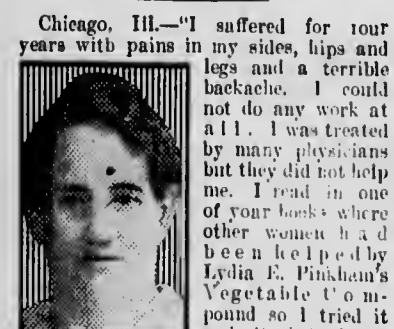 Chicago, Ill.—"I suffered for four
years with pains in my sides, hips and
legs and a terrible
backache. I could
not do any work at
all. I was treated
by many physicians
but they did not help
me. I read in one
of your books where
other women had
been helped by
Lydia E. Pinkham's
Vegetable Com-
pound so I tried it